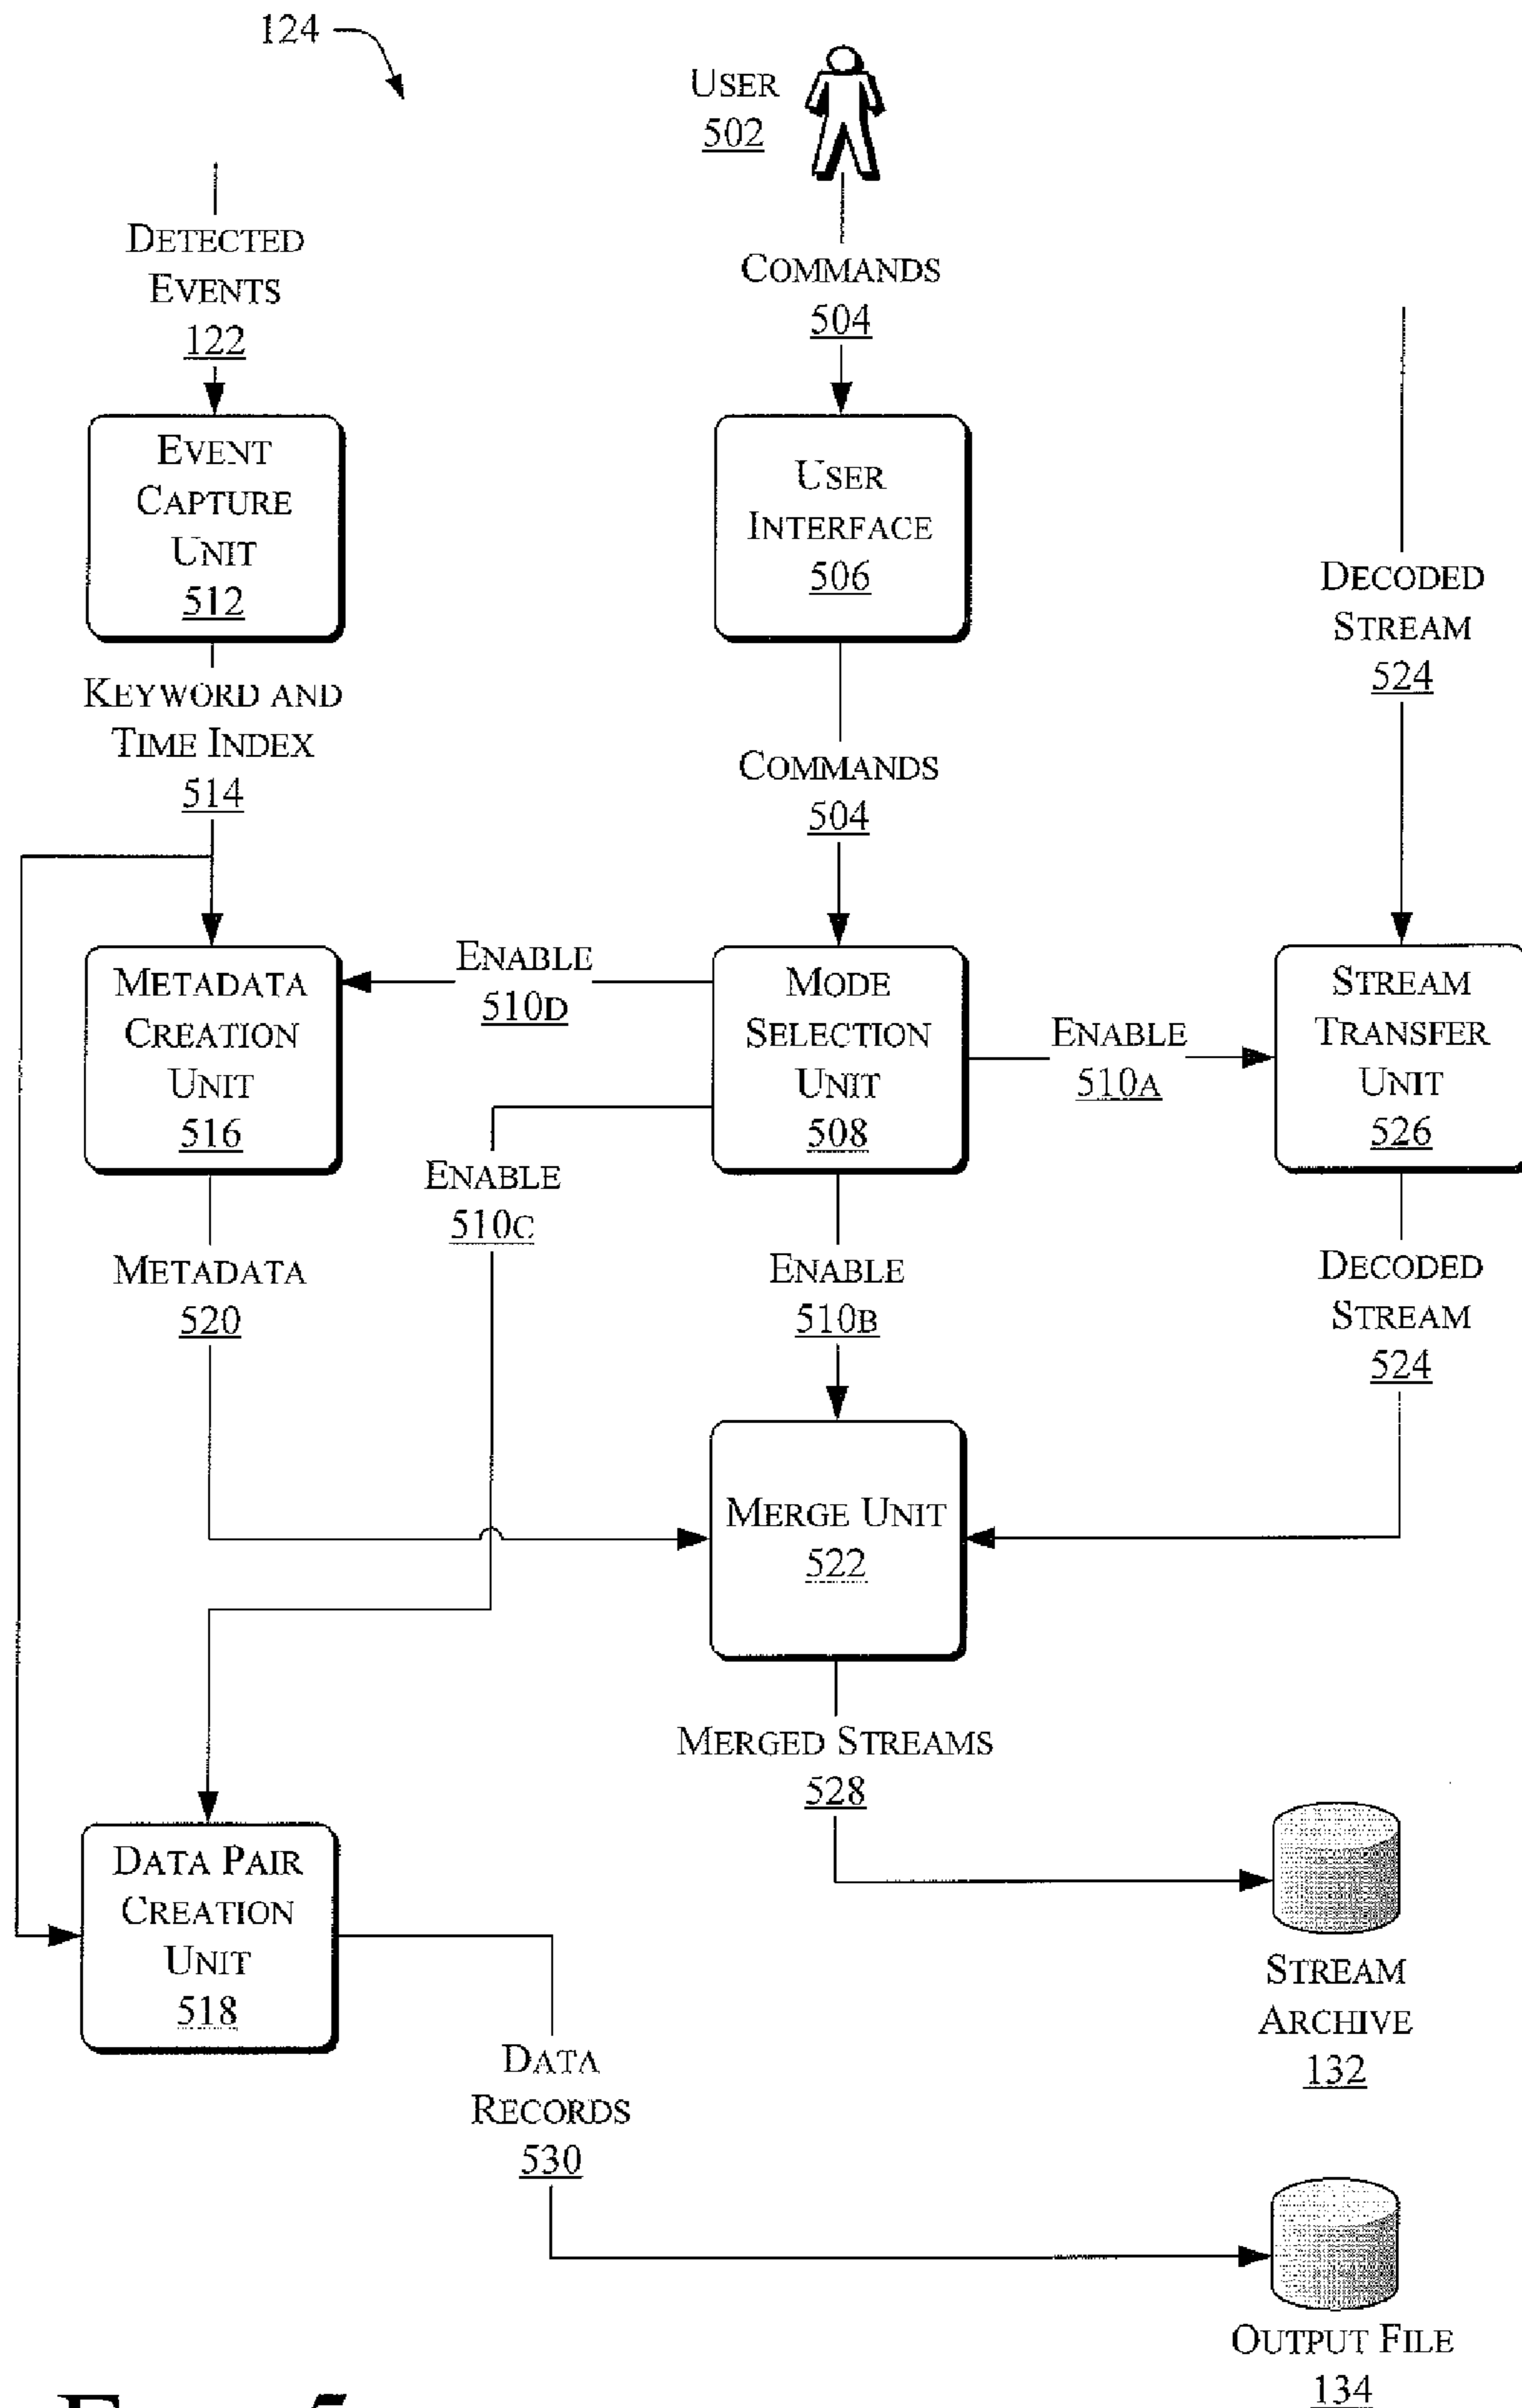 124
USER
502
DETECTED
EVENTS
122
COMMANDS
504
EVENT
CAPTURE
UNIT
512
USER
INTERFACE
506
DECODED
STREAM
524
KEYWORD AND
TIME INDEX
514
COMMANDS
504
METADATA
CREATION
UNIT
516
ENABLE
510D
MODE
SELECTION
UNIT
508
ENABLE
510A
STREAM
TRANSFER
UNIT
526
ENABLE
510C
METADATA
520
ENABLE
510B
DECODED
STREAM
524
MERGE UNIT
522
MERGED STREAMS
528
DATA PAIR
CREATION
UNIT
518
STREAM
ARCHIVE
132
DATA
RECORDS
530
OUTPUT FILE
134